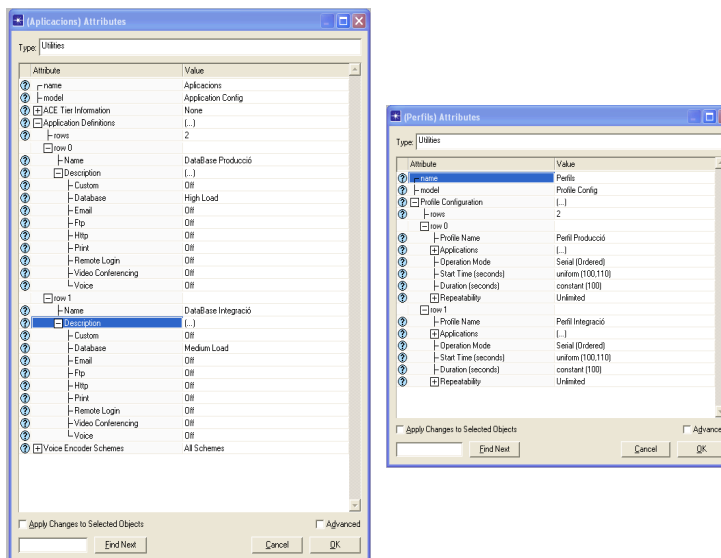 (Aplicacions) Attributes
Type: Utilities
Attribute Value
name Aplicacions
model Application Config
ACE Tier Information None
Application Definitions (...)
rows 2
row 0
Name DataBase Producció
Description (...)
Custom Off
Database High Load
Email Off
Ftp Off
Http Off
Print Off
Remote Login Off
Video Conferencing Off
Voice Off
row 1
Name DataBase Integració
Description (...)
Custom Off
Database Medium Load
Email Off
Ftp Off
Http Off
Print Off
Remote Login Off
Video Conferencing Off
Voice Off
Voice Encoder Schemes All Schemes
Apply Changes to Selected Objects Advanced
Find Next Cancel OK
(Perfils) Attributes
Type: Utilities
Attribute Value
name Perfils
model Profile Config
Profile Configuration (...)
rows 2
row 0
Profile Name Perfil Producció
Applications (...)
Operation Mode Serial (Ordered)
Start Time (seconds) uniform (100,110)
Duration (seconds) constant (100)
Repeatability Unlimited
row 1
Profile Name Perfil Integració
Applications (...)
Operation Mode Serial (Ordered)
Start Time (seconds) uniform (100,110)
Duration (seconds) constant (100)
Repeatability Unlimited
Apply Changes to Selected Objects Advance
Find Next Cancel OK